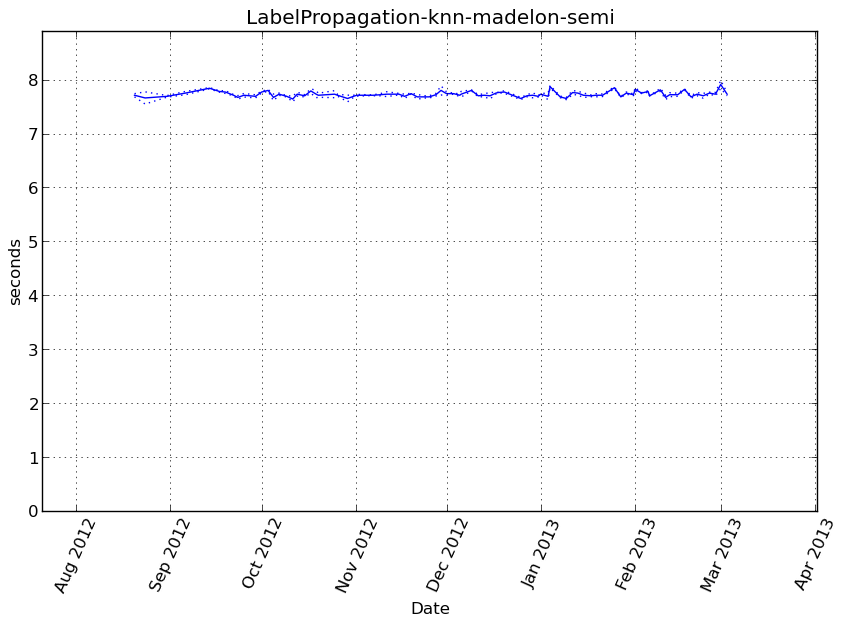 LabelPropagation-knn-madelon-semi
8
7
6
5
4
3
2
1
0
seconds
Aug 2012
Sep 2012
Oct 2012
Nov 2012
Dec 2012
Jan 2013
Feb 2013
Mar 2013
Apr 2013
Date